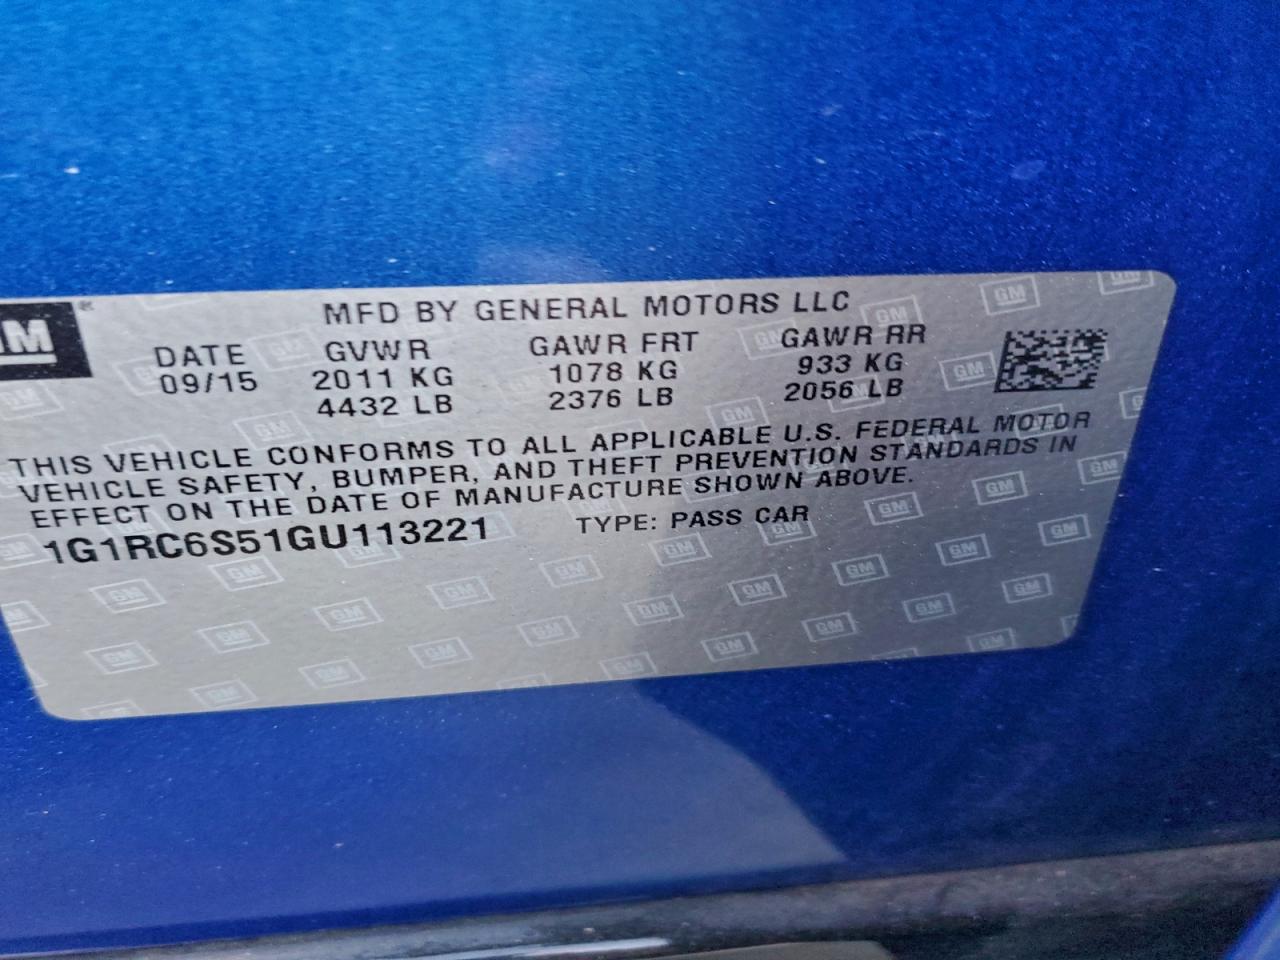 GM ®
MFD BY GENERAL MOTORS LLC
DATE GVWR GAWR FRT GAWR RR
09/15 2011 KG 1078 KG 933 KG
4432 LB 2376 LB 2056 LB
THIS VEHICLE CONFORMS TO ALL APPLICABLE U.S. FEDERAL MOTOR
VEHICLE SAFETY, BUMPER, AND THEFT PREVENTION STANDARDS IN
EFFECT ON THE DATE OF MANUFACTURE SHOWN ABOVE.
1G1RC6S51GU113221 TYPE: PASS CAR